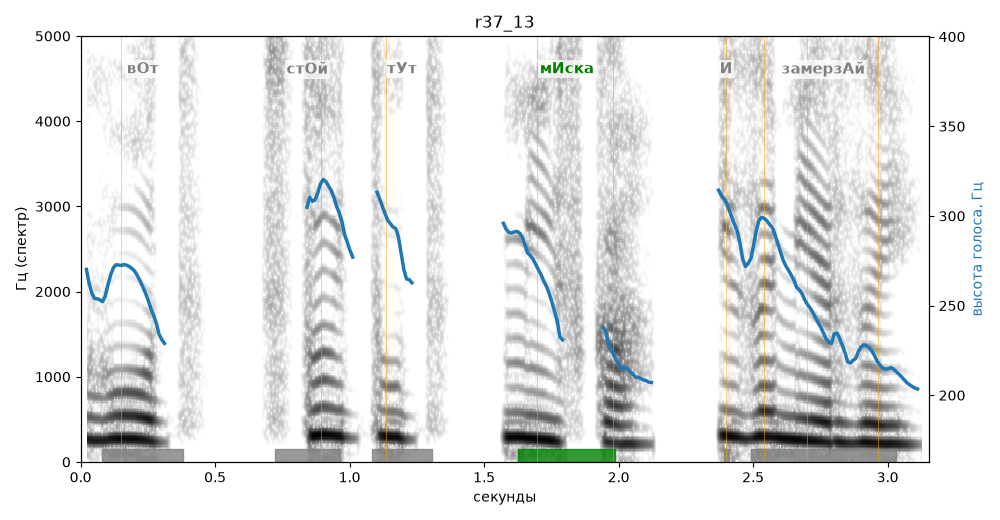 r37_13
5000
4000
3000
2000
1000
0
Гц (спектр)
400
350
300
250
200
высота голоса, Гц
вОт
стОй
тУт
мИска
И
замерзАй
0.0
0.5
1.0
1.5
2.0
2.5
3.0
секунды